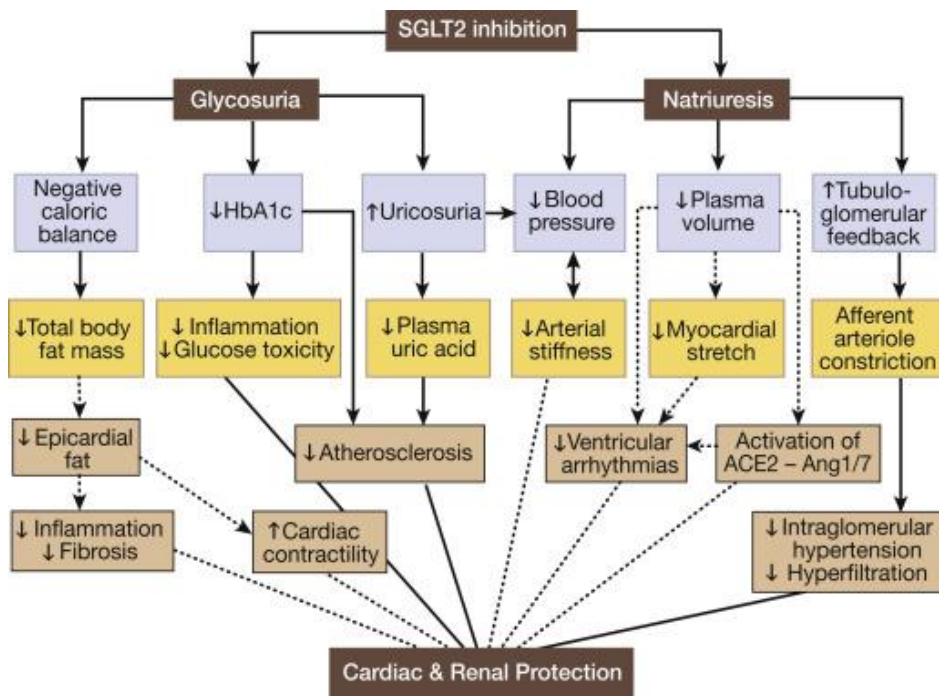 SGLT2 inhibition
Glycosuria
Natriuresis
Negative
caloric
balance
↓HbA1c
↑Uricosuria
↓Blood
pressure
↓Plasma
volume
↑Tubulo-
glomerular
feedback
↓Total body
fat mass
↓ Inflammation
↓ Glucose toxicity
↓ Plasma
uric acid
↓Arterial
stiffness
↓ Myocardial
stretch
Afferent
arteriole
constriction
↓ Epicardial
fat
↓ Atherosclerosis
↓Ventricular
arrhythmias
Activation of
ACE2 – Ang1/7
↓ Inflammation
↓ Fibrosis
↑ Cardiac
contractility
↓ Intraglomerular
hypertension
↓ Hyperfiltration
Cardiac & Renal Protection